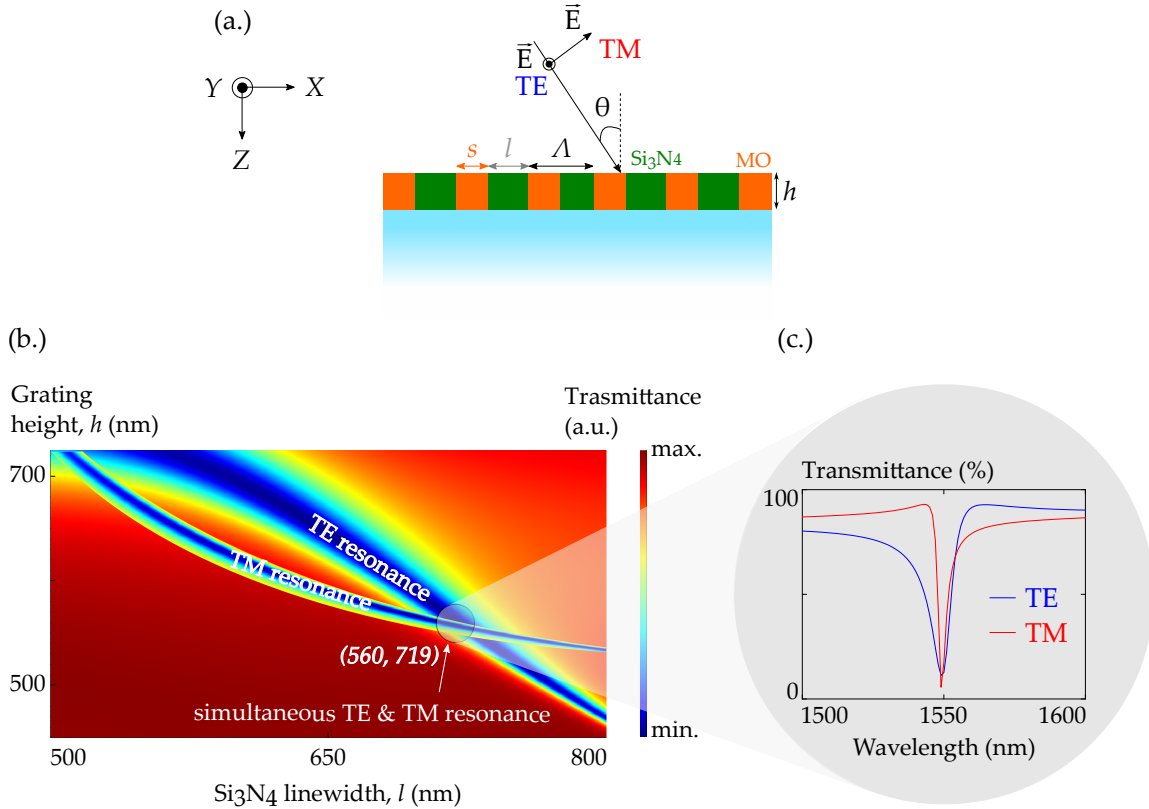 (a.)
E
TM
E
TE
Y
X
Z
θ
s
l
Λ
Si3N4
MO
h
(b.)
(c.)
Grating
height, h (nm)
Trasmittance
(a.u.)
max.
700
TE resonance
TM resonance
(560, 719)
500
simultaneous TE & TM resonance
min.
500
650
800
Si3N4 linewidth, l (nm)
Transmittance (%)
100
TE
TM
0
1500
1550
1600
Wavelength (nm)